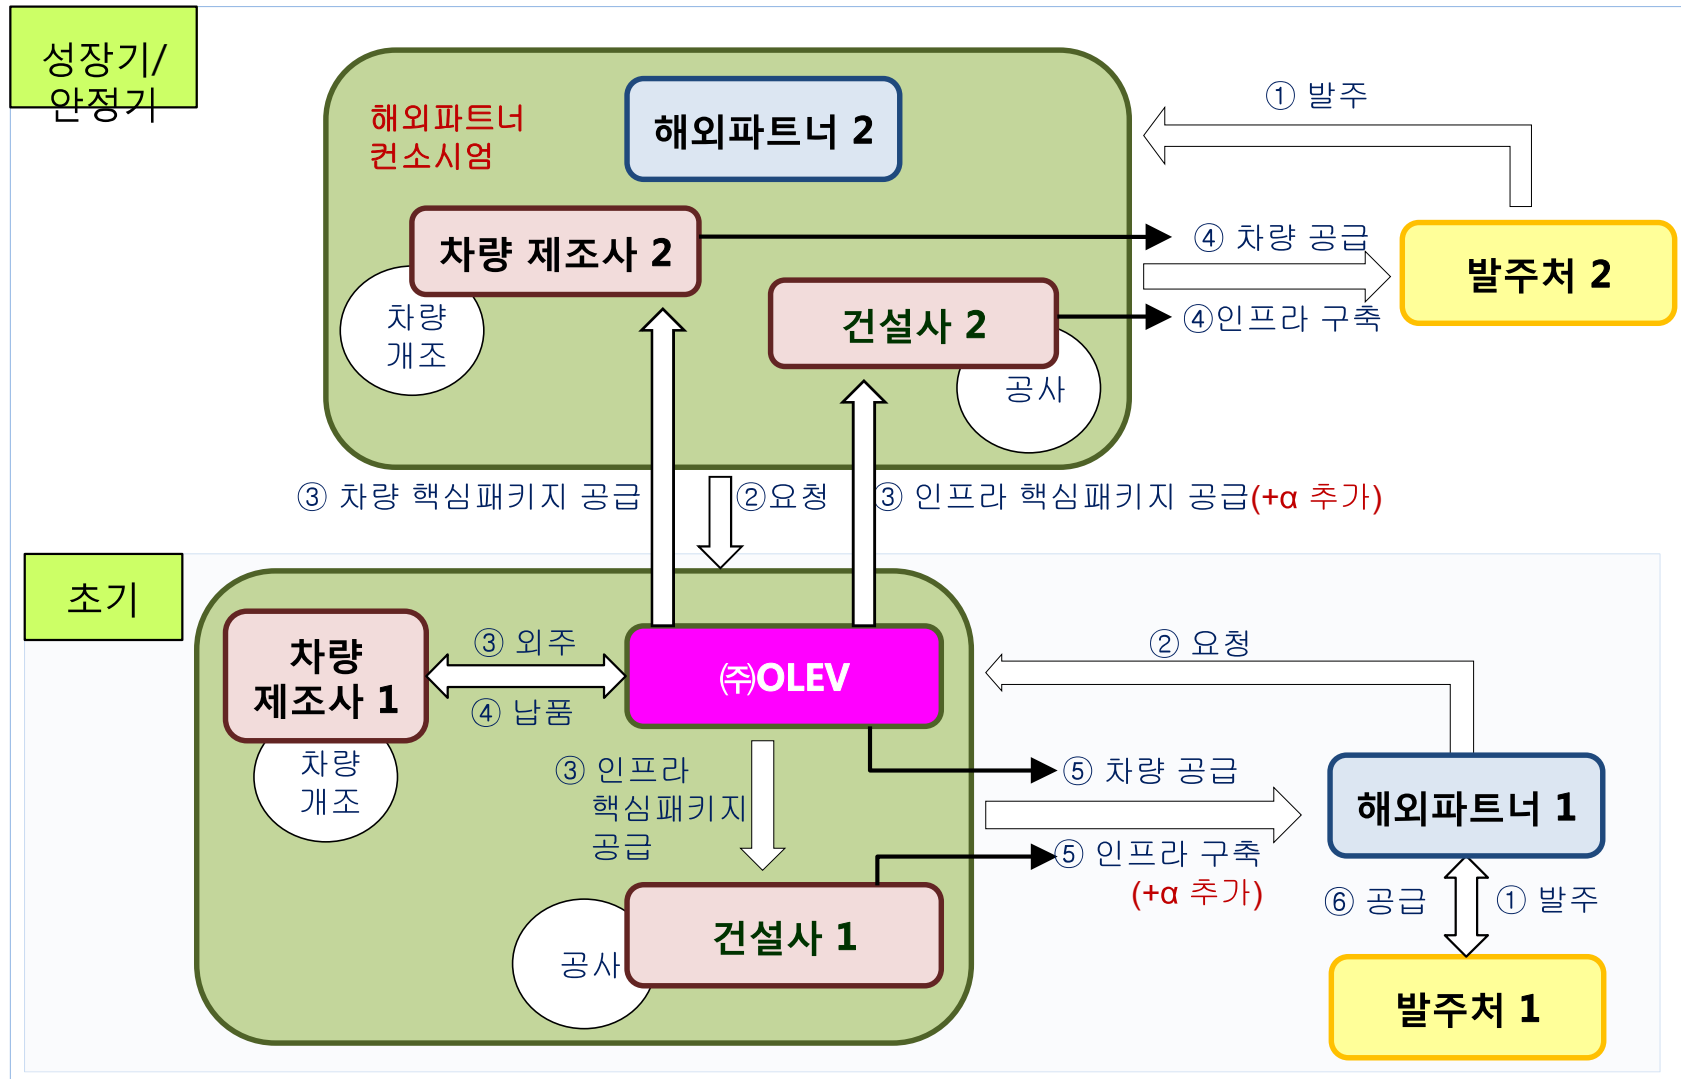 성장기/
안정기
해외파트너
컨소시엄
해외파트너 2
① 발주
차량 제조사 2
④ 차량 공급
발주처 2
건설사 2
④인프라 구축
차량
개조
공사
③ 차량 핵심패키지 공급
②요청
③ 인프라 핵심패키지 공급(+α 추가)
초기
차량
제조사 1
③ 외주
④ 납품
㈜OLEV
② 요청
차량
개조
③ 인프라
핵심패키지
공급
⑤ 차량 공급
해외파트너 1
⑤ 인프라 구축
(+α 추가)
⑥ 공급
① 발주
건설사 1
공사
발주처 1